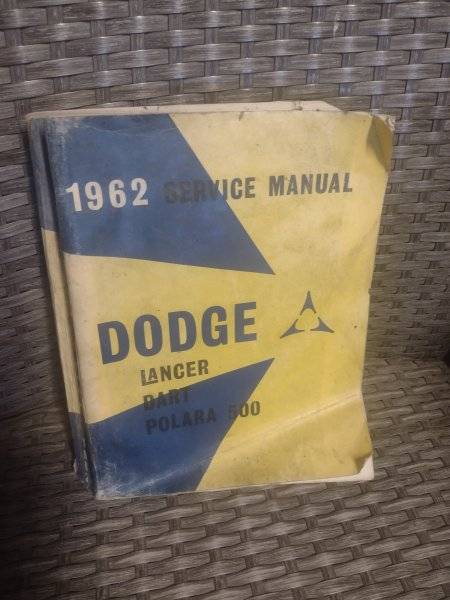 1962 SERVICE MANUAL
DODGE
LANCER
DART
POLARA 500